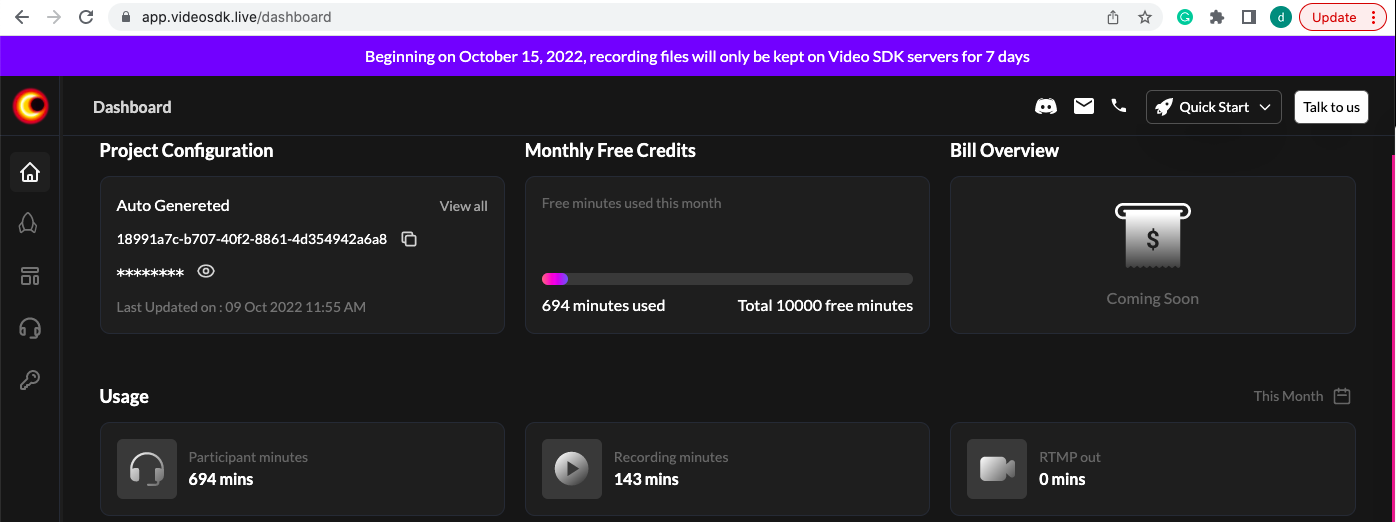 app.videosdk.live/dashboard
d
Update
Beginning on October 15, 2022, recording files will only be kept on Video SDK servers for 7 days
Dashboard
Quick Start
Talk to us
Project Configuration
Monthly Free Credits
Bill Overview
Auto Genereted
View all
18991a7c-b707-40f2-8861-4d354942a6a8
********
Last Updated on : 09 Oct 2022 11:55 AM
Free minutes used this month
694 minutes used
Total 10000 free minutes
$
Coming Soon
Usage
This Month
Participant minutes
694 mins
Recording minutes
143 mins
RTMP out
0 mins